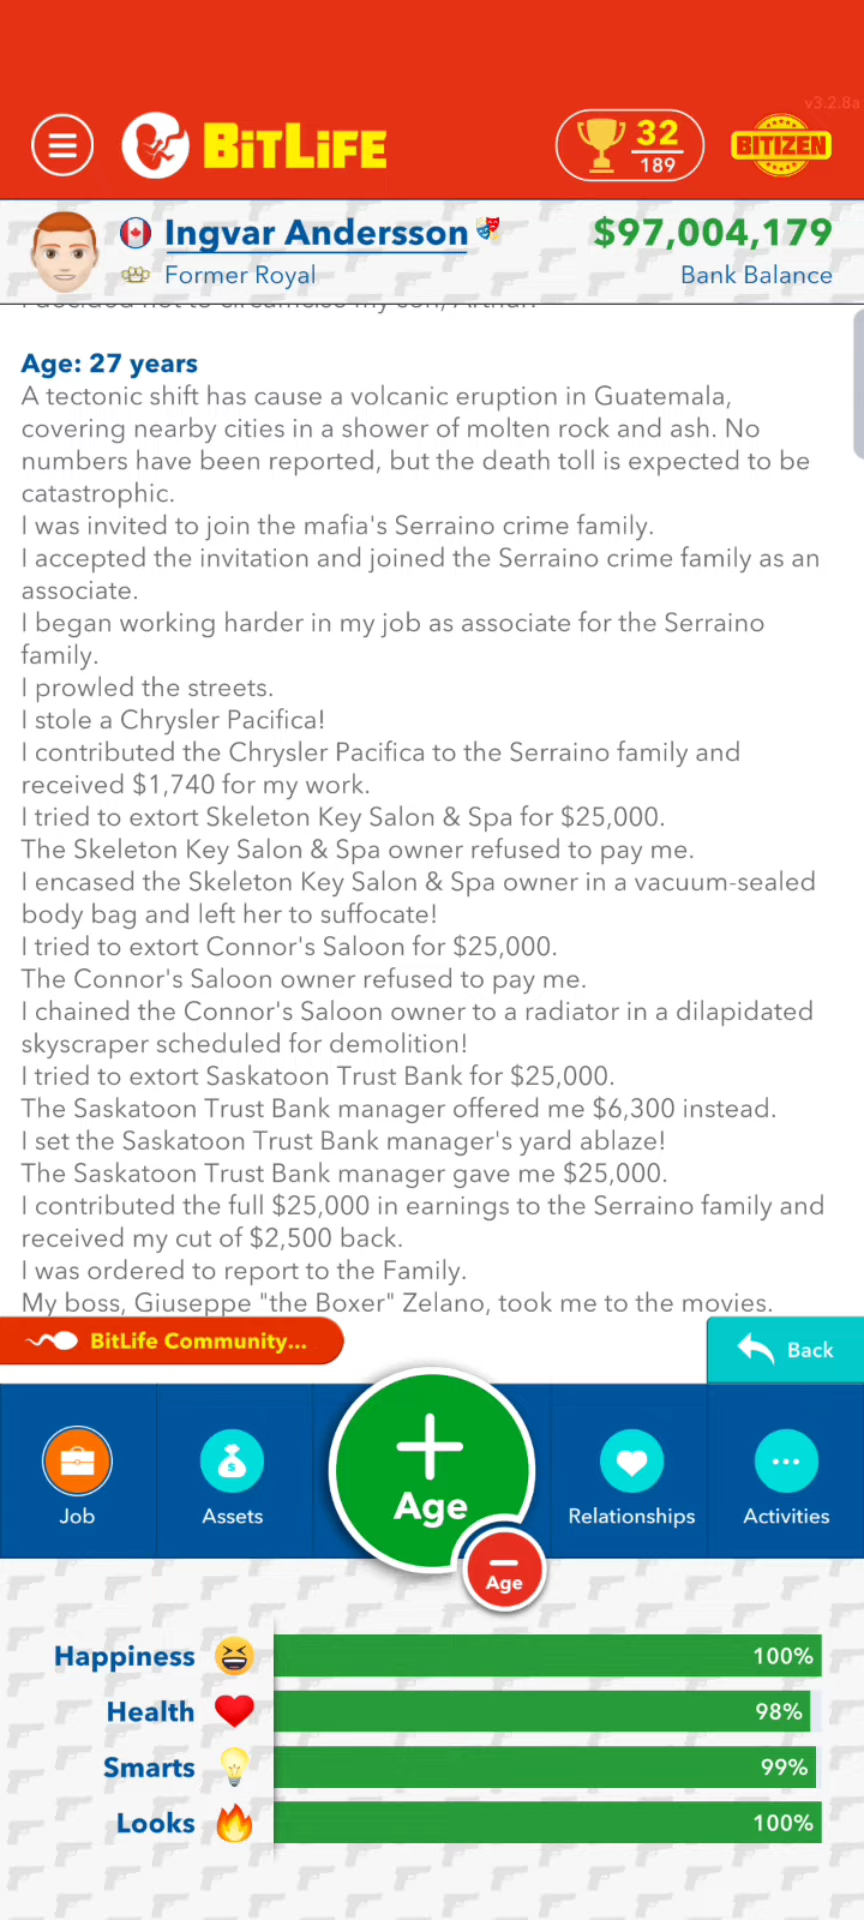 v3.2.8a
BITLIFE
32
189
BITIZEN
Ingvar Andersson
$97,004,179
Former Royal
Bank Balance
I decided not to circumcise my son, Arthur.
Age: 27 years
A tectonic shift has cause a volcanic eruption in Guatemala,
covering nearby cities in a shower of molten rock and ash. No
numbers have been reported, but the death toll is expected to be
catastrophic.
I was invited to join the mafia's Serraino crime family.
I accepted the invitation and joined the Serraino crime family as an
associate.
I began working harder in my job as associate for the Serraino
family.
I prowled the streets.
I stole a Chrysler Pacifica!
I contributed the Chrysler Pacifica to the Serraino family and
received $1,740 for my work.
I tried to extort Skeleton Key Salon & Spa for $25,000.
The Skeleton Key Salon & Spa owner refused to pay me.
I encased the Skeleton Key Salon & Spa owner in a vacuum-sealed
body bag and left her to suffocate!
I tried to extort Connor's Saloon for $25,000.
The Connor's Saloon owner refused to pay me.
I chained the Connor's Saloon owner to a radiator in a dilapidated
skyscraper scheduled for demolition!
I tried to extort Saskatoon Trust Bank for $25,000.
The Saskatoon Trust Bank manager offered me $6,300 instead.
I set the Saskatoon Trust Bank manager's yard ablaze!
The Saskatoon Trust Bank manager gave me $25,000.
I contributed the full $25,000 in earnings to the Serraino family and
received my cut of $2,500 back.
I was ordered to report to the Family.
My boss, Giuseppe "the Boxer" Zelano, took me to the movies.
BitLife Community...
Back
Job
Assets
Age
Relationships
Activities
Age
Happiness
100%
Health
98%
Smarts
99%
Looks
100%